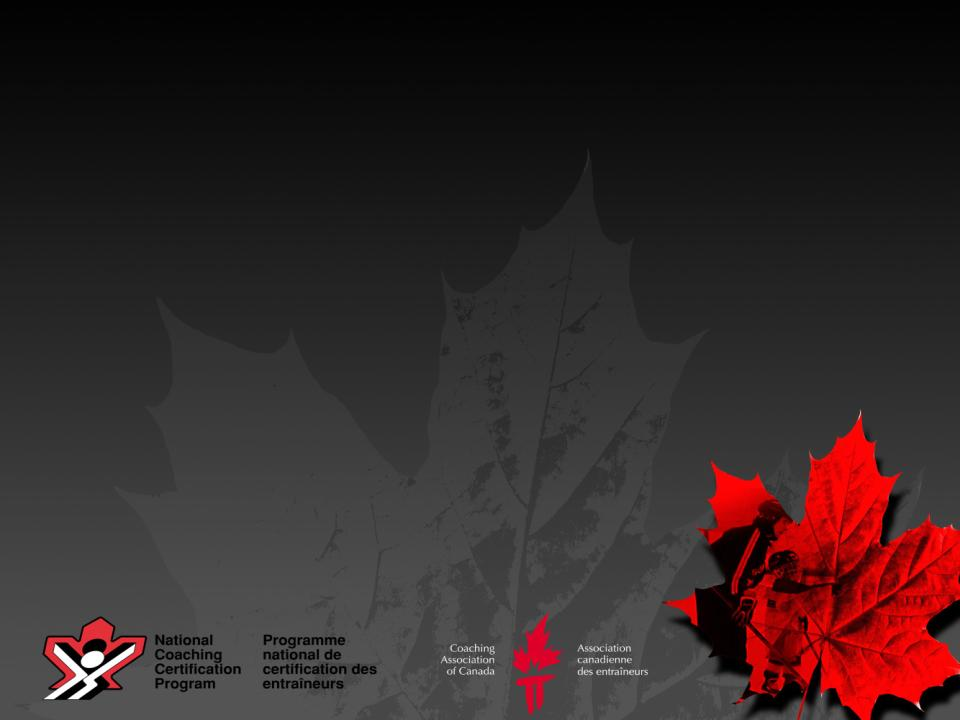 National
Coaching
Certification
Program
Programme
national de
certification des
entraîneurs
Coaching
Association
of Canada
Association
canadienne
des entraîneurs